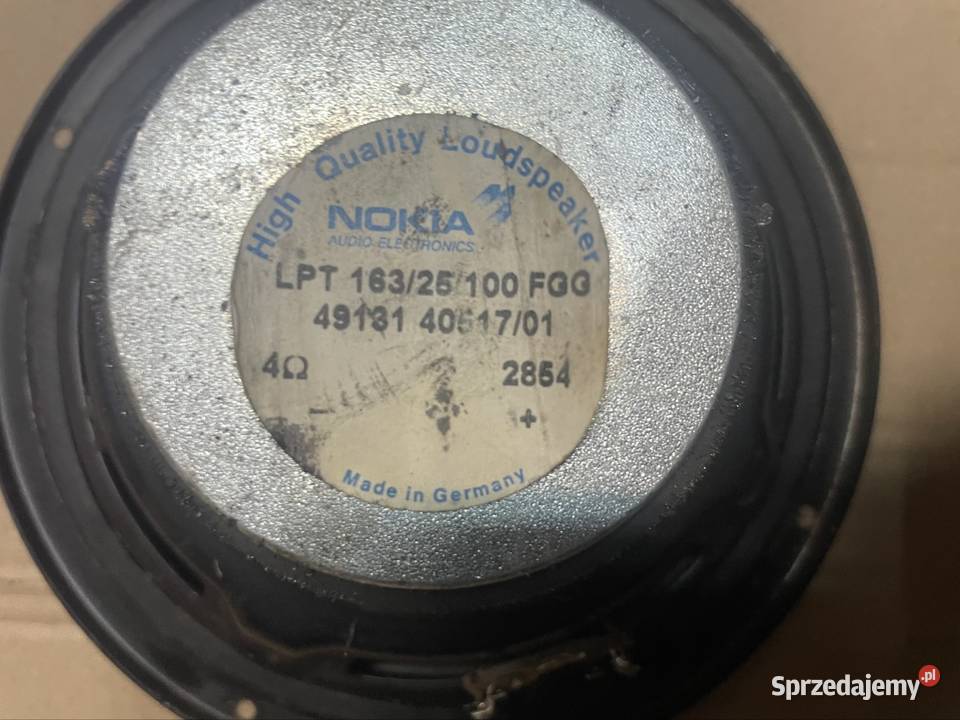 High Quality Loudspeaker
NOKIA
AUDIO ELECTRONICS
LPT 163/25/100 FGG
49131 40517/01
4Ω 2854
+
Made in Germany
Sprzedajemy.pl